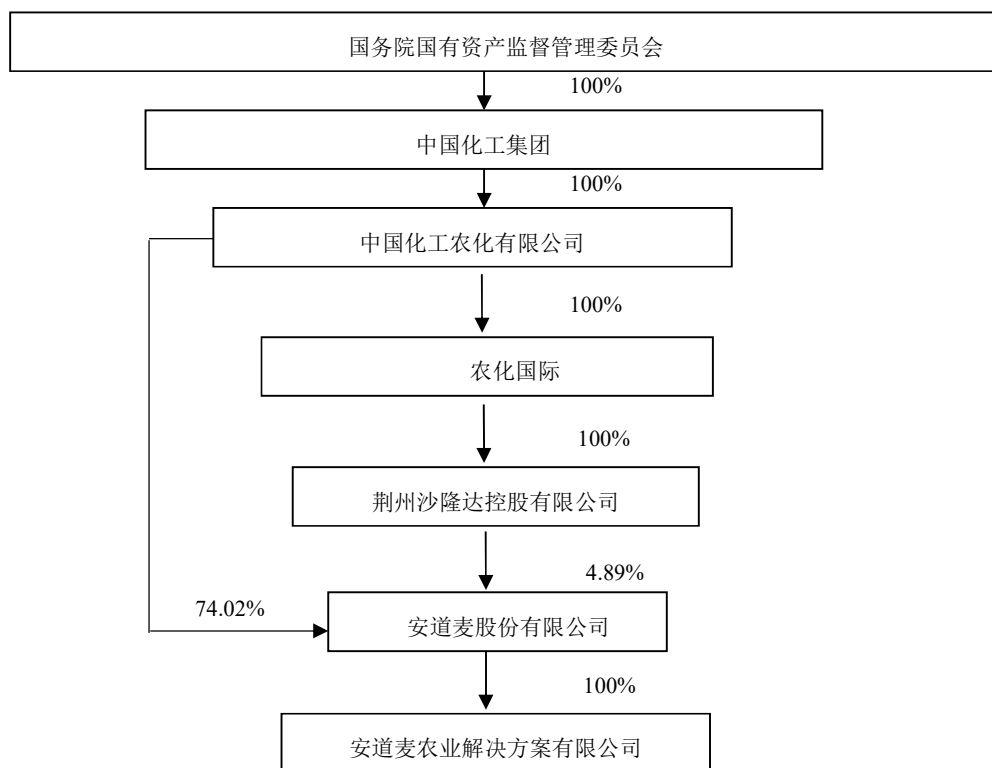 国务院国有资产监督管理委员会
100%
中国化工集团
100%
中国化工农化有限公司
100%
农化国际
100%
荆州沙隆达控股有限公司
4.89%
74.02%
安道麦股份有限公司
100%
安道麦农业解决方案有限公司